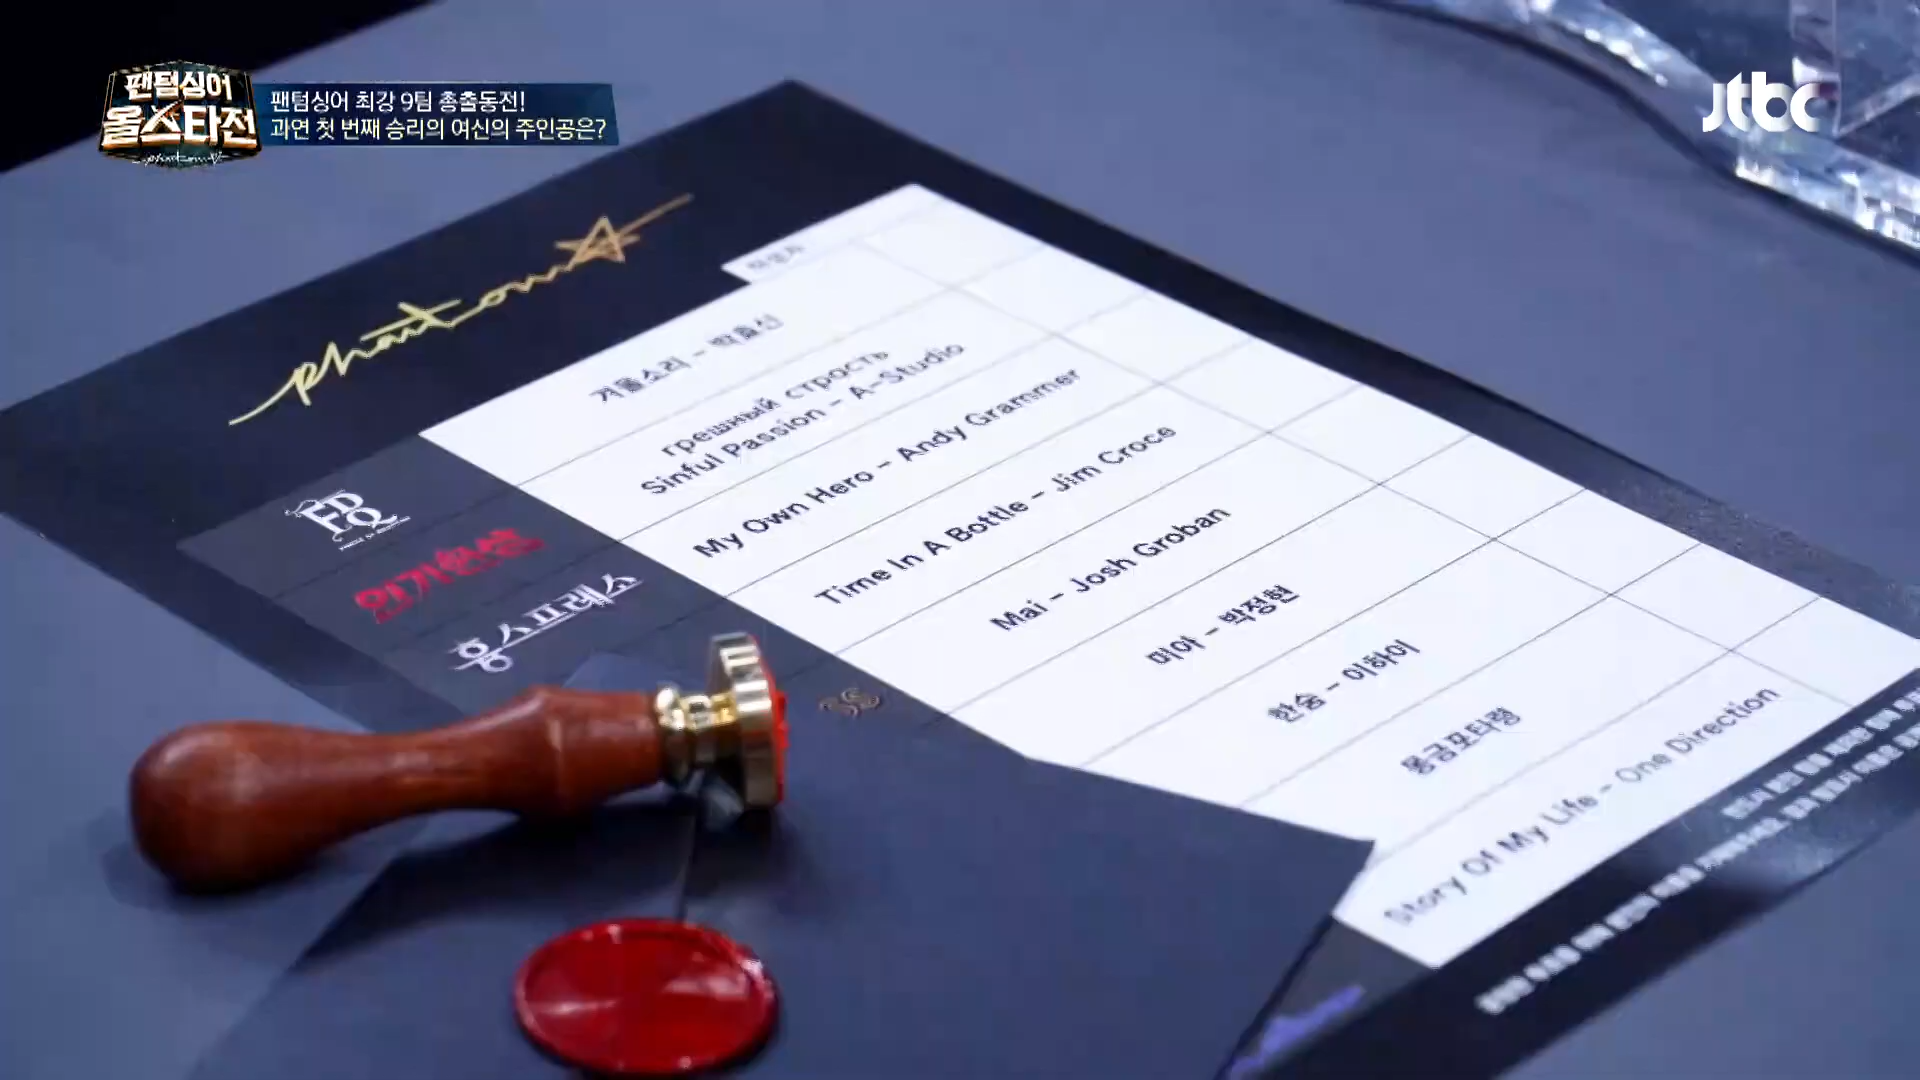 팬텀싱어
올스타전
phantom
팬텀싱어 최강 9팀 총출동전!
과연 첫 번째 승리의 여신의 주인공은?
jtbc
phantom
겨울소리 - 박효신
грешный стрость
Sinful Passion - A-Studio
My Own Hero - Andy Grammer
Time In A Bottle - Jim Croce
Mai - Josh Groban
미아 - 박정현
한숨 - 이하이
몽금포타령
Story Of My Life - One Direction
FDQ
인기현상
흉스프레소